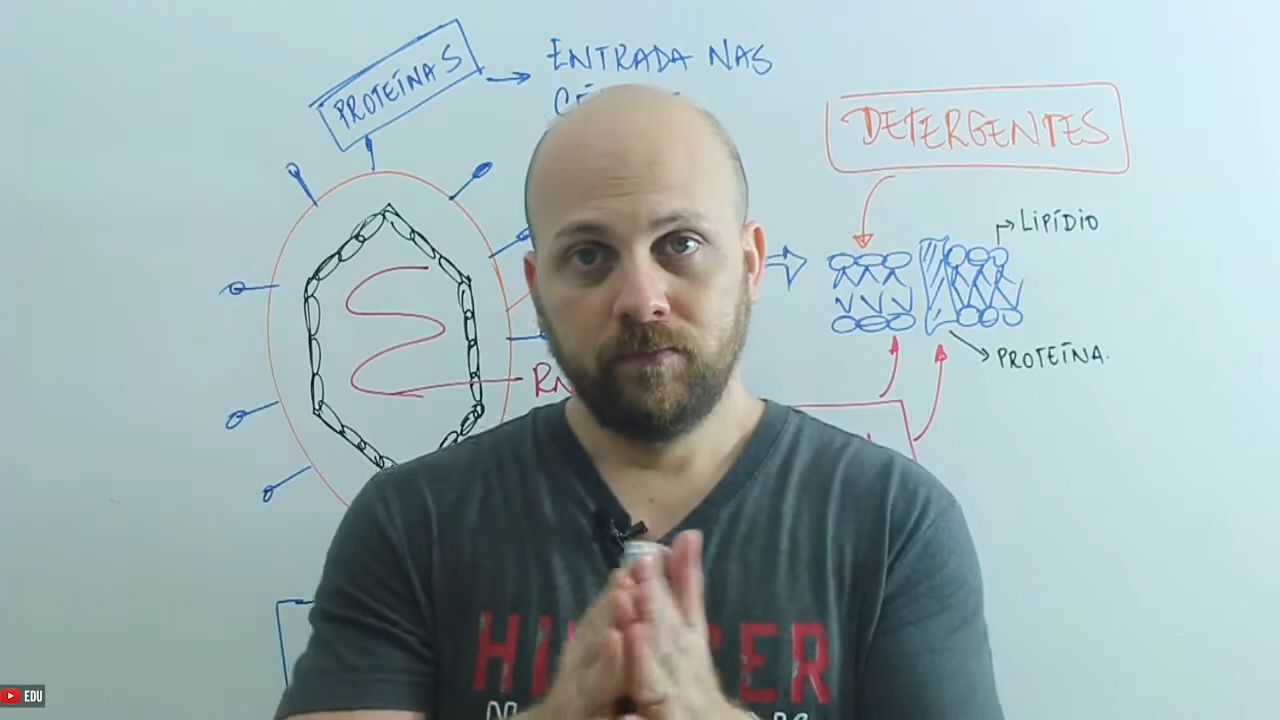 PROTEÍNAS
ENTRADA NAS
DETERGENTES
LIPÍDIO
PROTEÍNA.
EDU